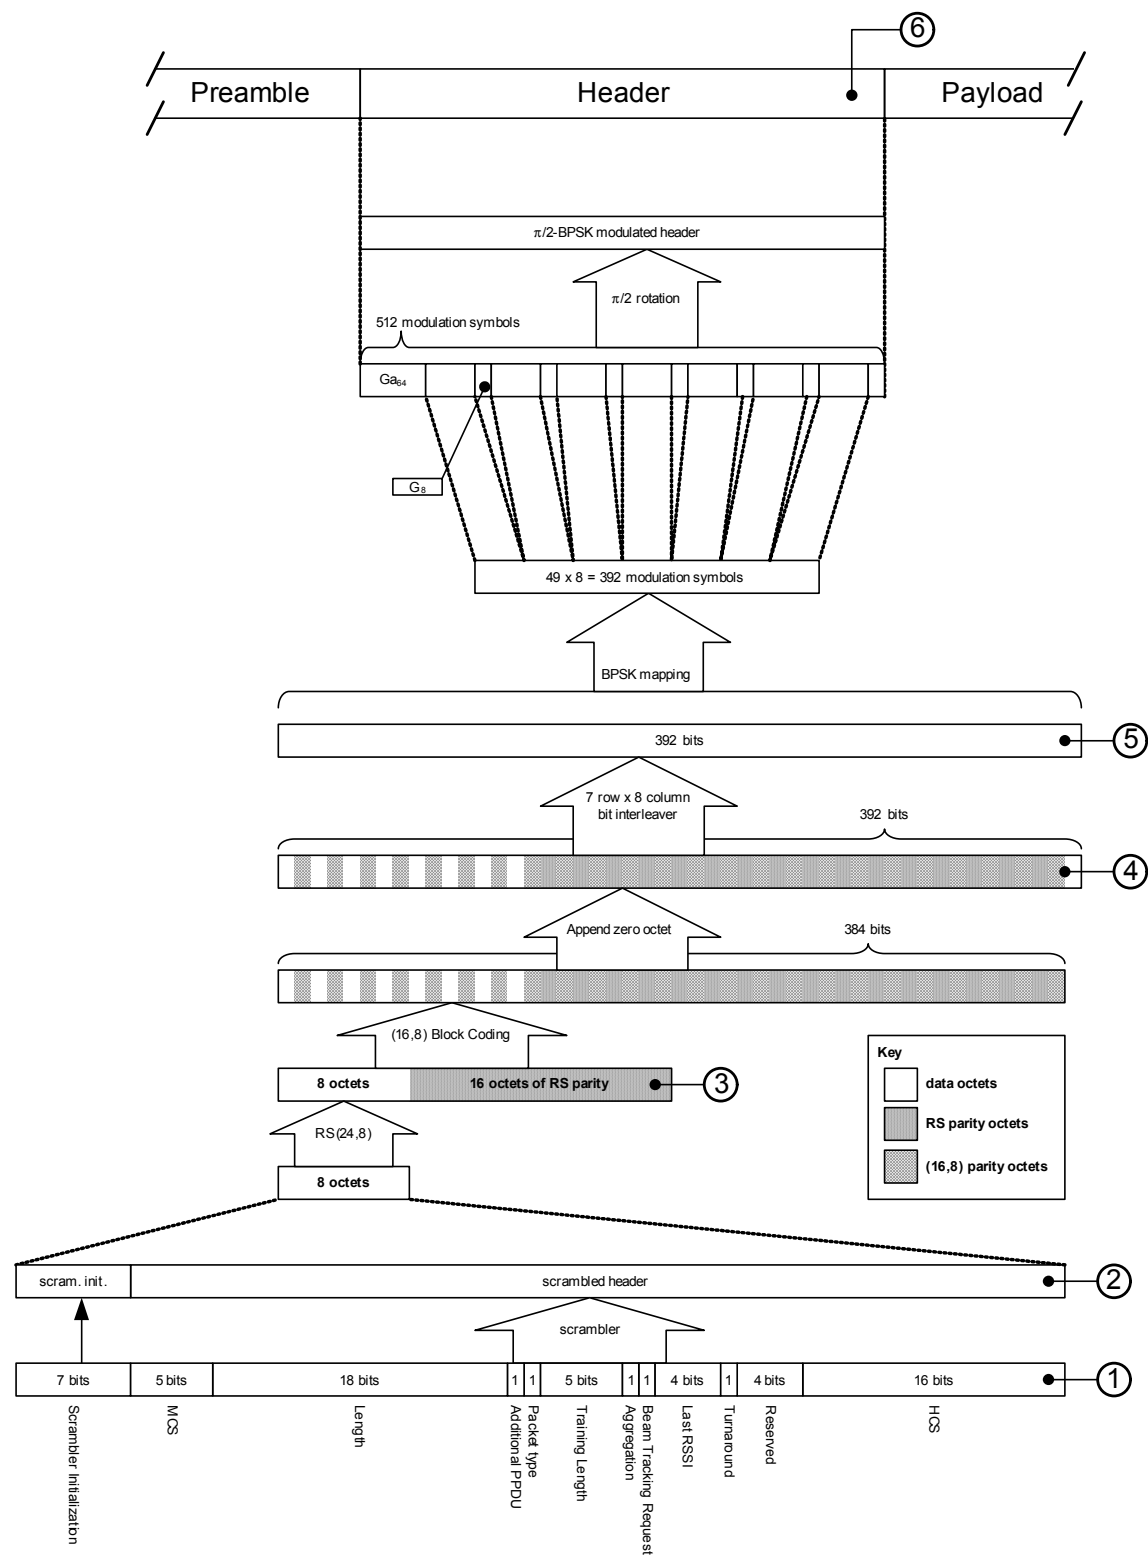 6
Preamble
Header
Payload
π/2-BPSK modulated header
π/2 rotation
512 modulation symbols
Ga64
G8
49 x 8 = 392 modulation symbols
BPSK mapping
392 bits
5
7 row x 8 column
bit interleaver
392 bits
4
Append zero octet
384 bits
(16,8) Block Coding
Key
data octets
RS parity octets
(16,8) parity octets
8 octets
16 octets of RS parity
3
RS(24,8)
8 octets
scram. init.
scrambled header
2
scrambler
7 bits
5 bits
18 bits
1
1
5 bits
1
1
4 bits
1
4 bits
16 bits
1
Scrambler Initialization
MCS
Length
Additional PPDU
Packet type
Training Length
Aggregation
Beam Tracking Request
Last RSSI
Turnaround
Reserved
HCS